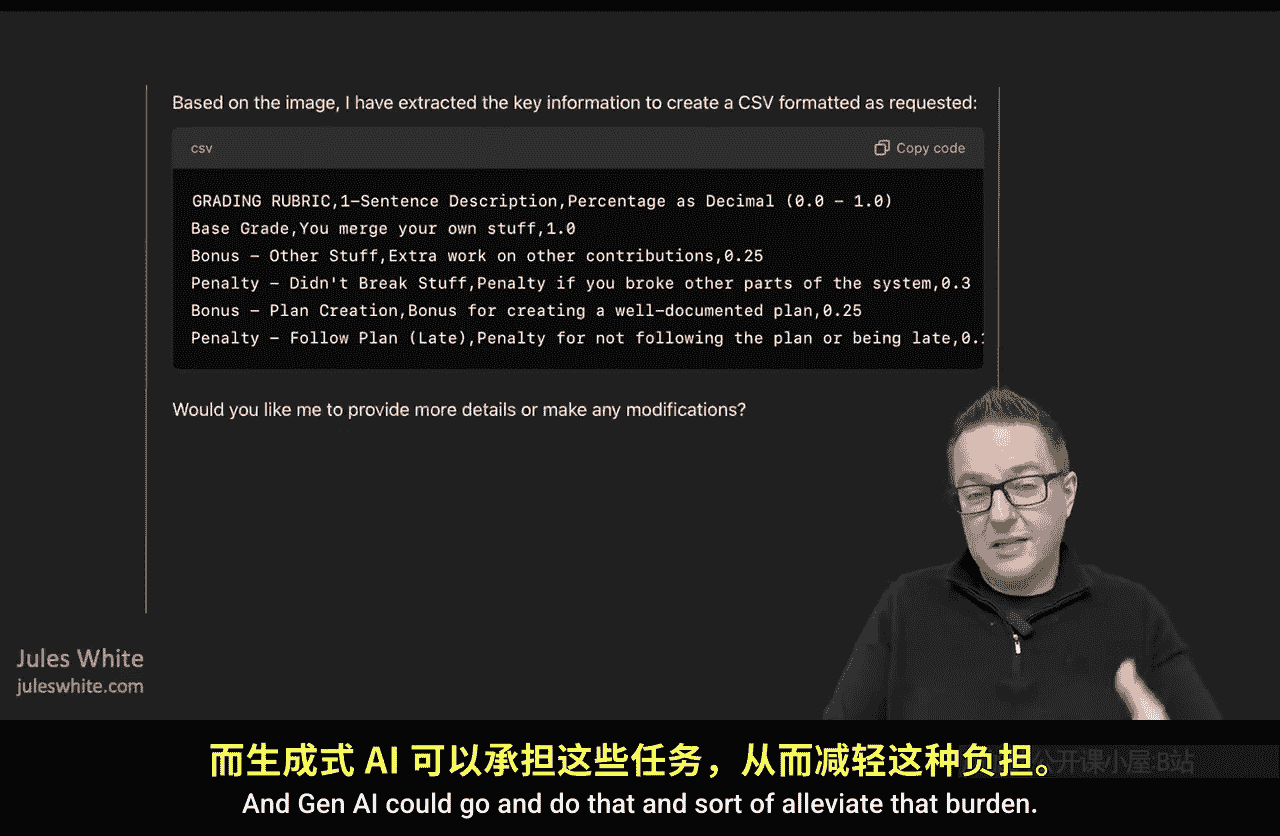 Based on the image, I have extracted the key information to create a CSV formatted as requested:
csv
Copy code
GRADING RUBRIC,1-Sentence Description,Percentage as Decimal (0.0 - 1.0)
Base Grade,You merge your own stuff,1.0
Bonus - Other Stuff,Extra work on other contributions,0.25
Penalty - Didn't Break Stuff,Penalty if you broke other parts of the system,0.3
Bonus - Plan Creation,Bonus for creating a well-documented plan,0.25
Penalty - Follow Plan (Late),Penalty for not following the plan or being late,0.
Would you like me to provide more details or make any modifications?
Jules White
juleswhite.com
而生成式 AI 可以承担这些任务，从而减轻这种负担。
公开课小屋:B站
And Gen AI could go and do that and sort of alleviate that burden.